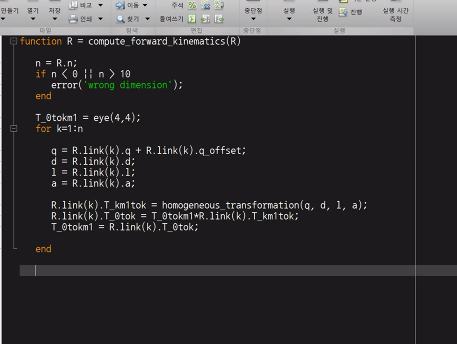 만들기 열기 저장 비교 이동 주석 중단점 실행 실행 및 실행 시간
인쇄 찾기 들여쓰기 진행 진행 측정
파일 탐색 편집 중단점 실행
function R = compute_forward_kinematics(R)
n = R.n;
if n < 0 || n > 10
error('wrong dimension');
end
T_0tokm1 = eye(4,4);
for k=1:n
q = R.link(k).q + R.link(k).q_offset;
d = R.link(k).d;
l = R.link(k).l;
a = R.link(k).a;
R.link(k).T_km1tok = homogeneous_transformation(q, d, l, a);
R.link(k).T_0tok = T_0tokm1*R.link(k).T_km1tok;
T_0tokm1 = R.link(k).T_0tok;
end